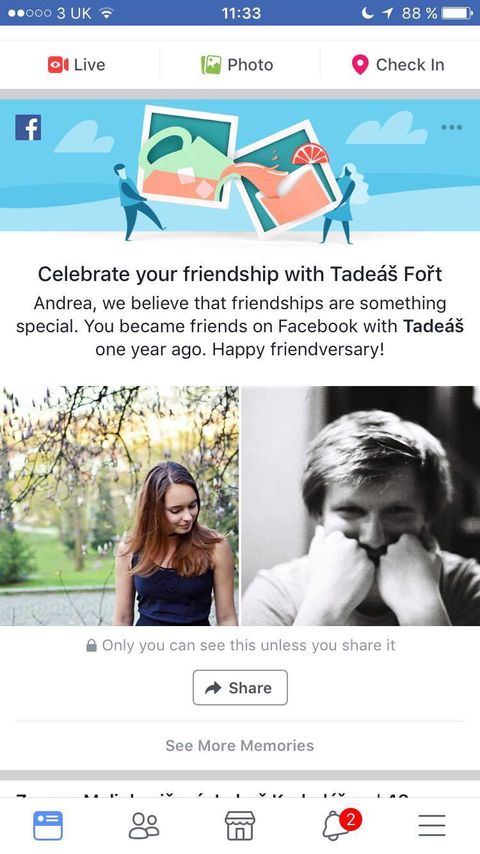 3 UK 11:33 88 %
Live Photo Check In
Celebrate your friendship with Tadeáš Fořt
Andrea, we believe that friendships are something
special. You became friends on Facebook with Tadeáš
one year ago. Happy friendversary!
Only you can see this unless you share it
Share
See More Memories
2